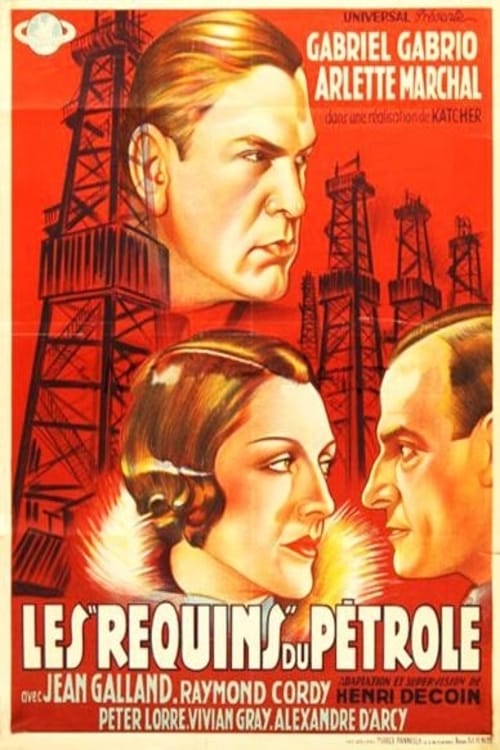 UNIVERSAL Présente
GABRIEL GABRIO
ARLETTE MARCHAL
dans une réalisation de KATCHER
LES "REQUINS" DU PÉTROLE
avec JEAN GALLAND. RAYMOND CORDY
PETER LORRE. VIVIAN GRAY. ALEXANDRE D'ARCY
ADAPTATION ET SUPERVISION DE
HENRI DECOIN